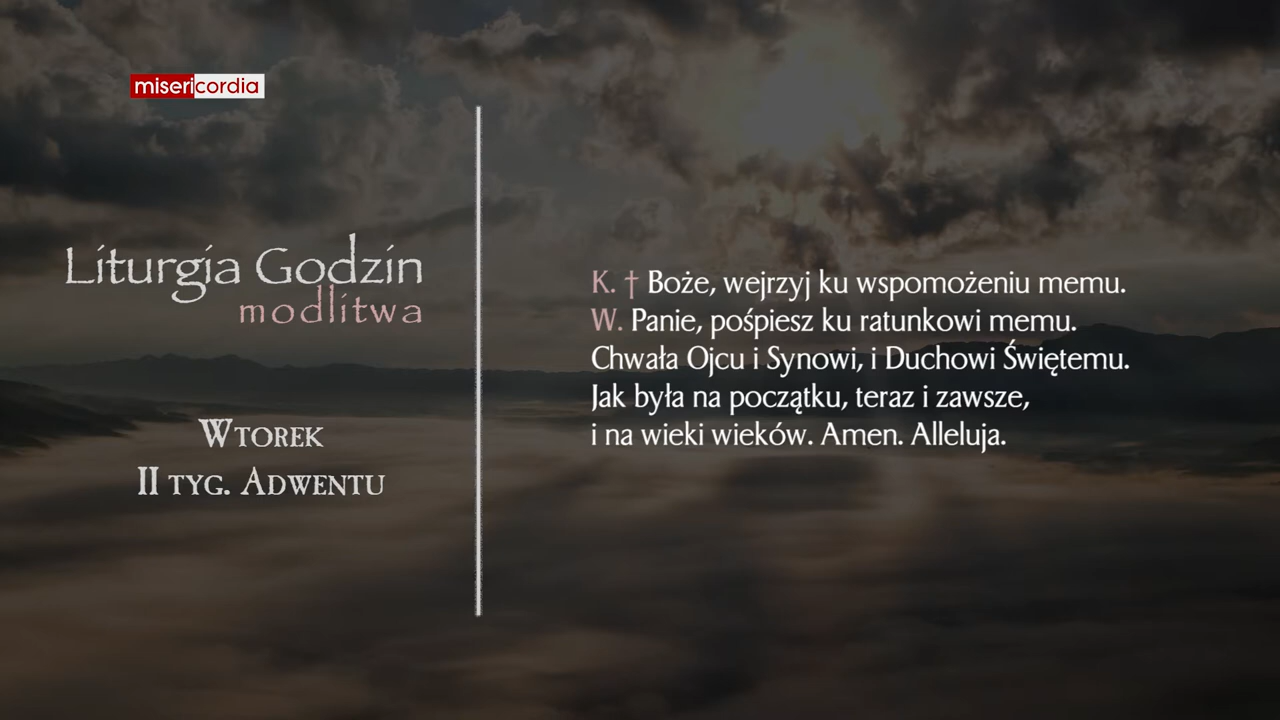 misericordia
Liturgia Godzin
modlitwa
Wtorek
II tyg. Adwentu
K. † Boże, wejrzyj ku wspomożeniu memu.
W. Panie, pośpiesz ku ratunkowi memu.
Chwała Ojcu i Synowi, i Duchowi Świętemu.
Jak była na początku, teraz i zawsze,
i na wieki wieków. Amen. Alleluja.